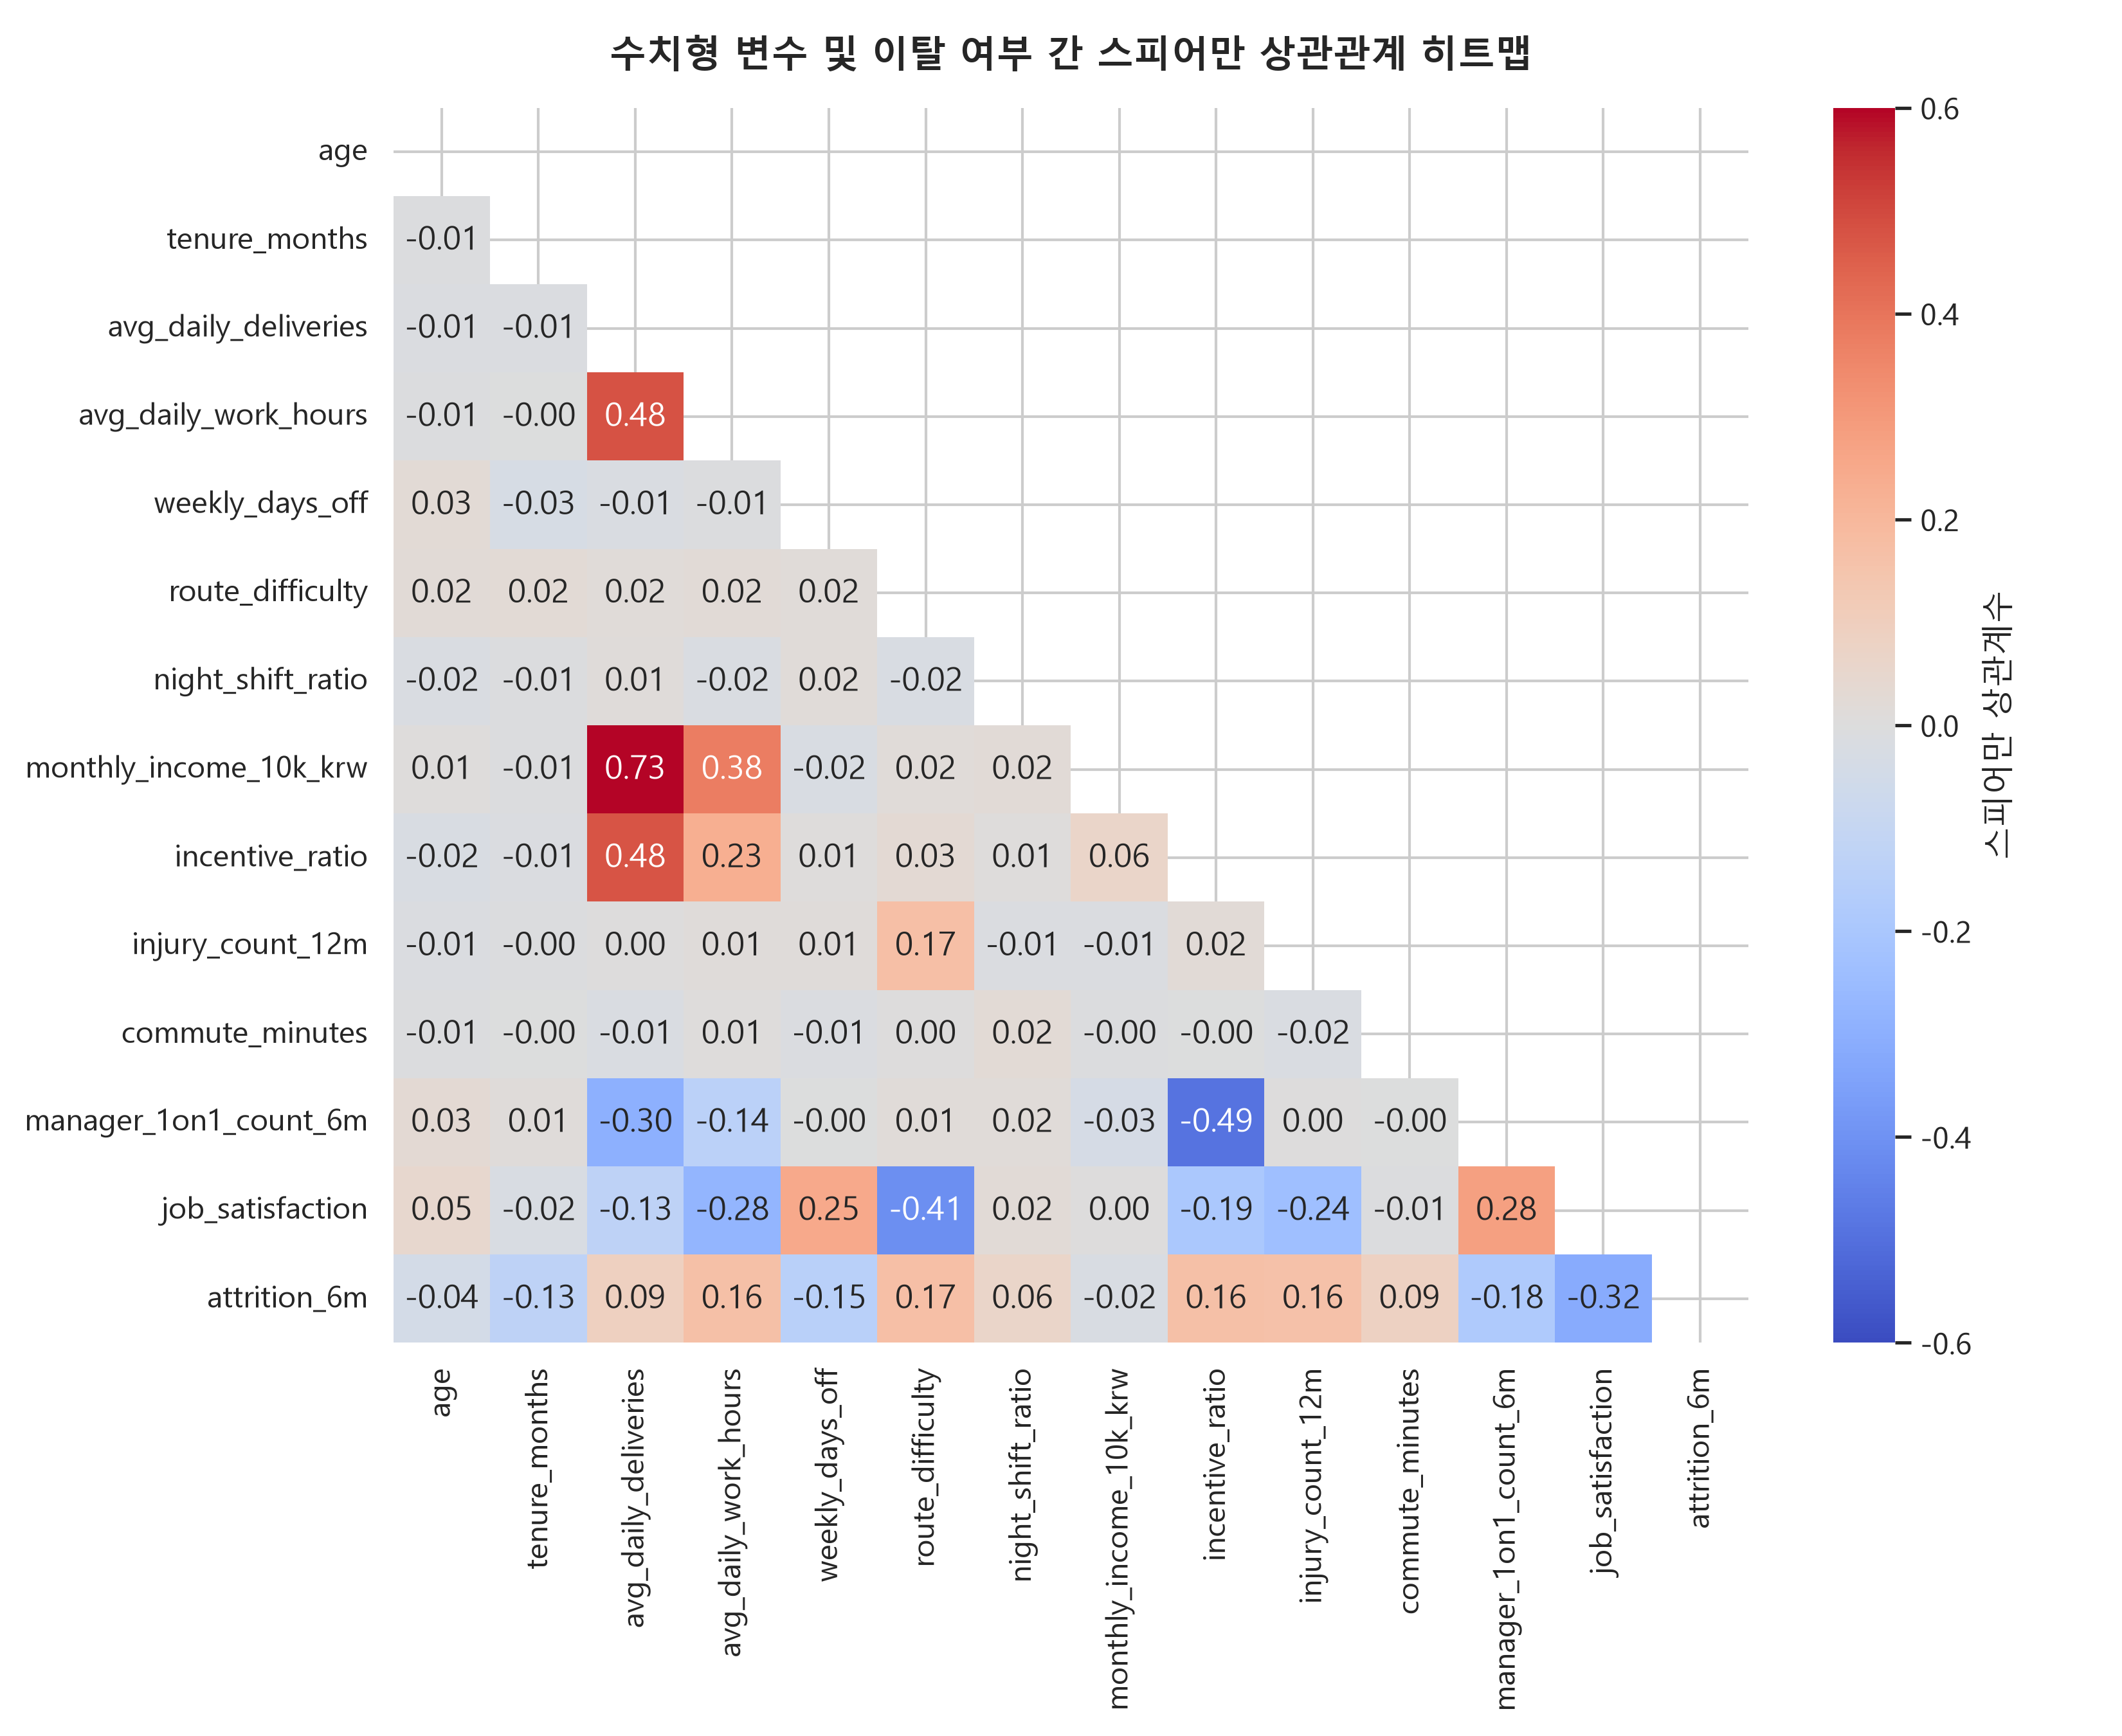 수치형 변수 및 이탈 여부 간 스피어만 상관관계 히트맵
age
tenure_months -0.01
avg_daily_deliveries -0.01 -0.01
avg_daily_work_hours -0.01 -0.00 0.48
weekly_days_off 0.03 -0.03 -0.01 -0.01
route_difficulty 0.02 0.02 0.02 0.02 0.02
night_shift_ratio -0.02 -0.01 0.01 -0.02 0.02 -0.02
monthly_income_10k_krw 0.01 -0.01 0.73 0.38 -0.02 0.02 0.02
incentive_ratio -0.02 -0.01 0.48 0.23 0.01 0.03 0.01 0.06
injury_count_12m -0.01 -0.00 0.00 0.01 0.01 0.17 -0.01 -0.01 0.02
commute_minutes -0.01 -0.00 -0.01 0.01 -0.01 0.00 0.02 -0.00 -0.00 -0.02
manager_1on1_count_6m 0.03 0.01 -0.30 -0.14 -0.00 0.01 0.02 -0.03 -0.49 0.00 -0.00
job_satisfaction 0.05 -0.02 -0.13 -0.28 0.25 -0.41 0.02 0.00 -0.19 -0.24 -0.01 0.28
attrition_6m -0.04 -0.13 0.09 0.16 -0.15 0.17 0.06 -0.02 0.16 0.16 0.09 -0.18 -0.32
age
tenure_months
avg_daily_deliveries
avg_daily_work_hours
weekly_days_off
route_difficulty
night_shift_ratio
monthly_income_10k_krw
incentive_ratio
injury_count_12m
commute_minutes
manager_1on1_count_6m
job_satisfaction
attrition_6m
0.6
0.4
0.2
0.0
-0.2
-0.4
-0.6
스피어만 상관계수